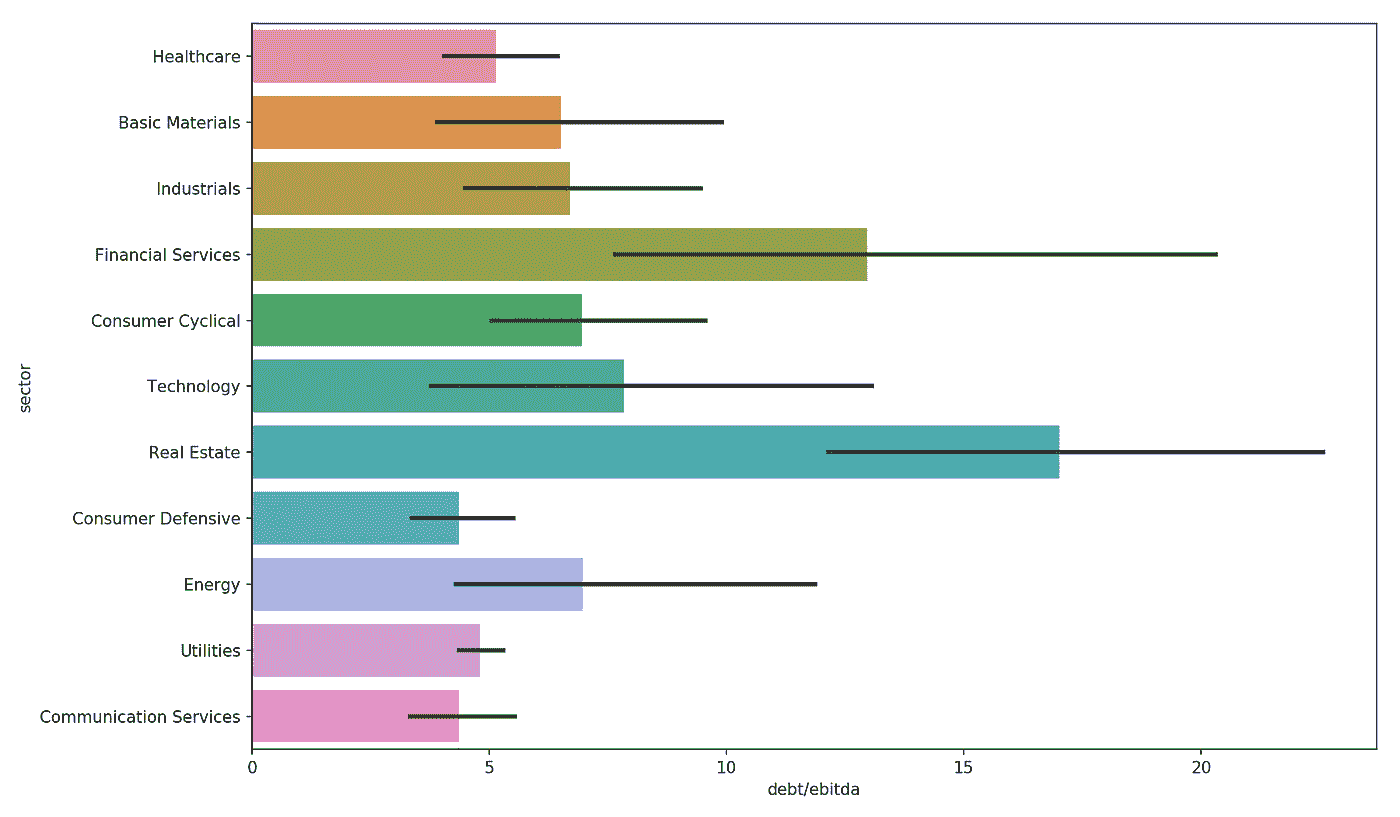 Healthcare
Basic Materials
Industrials
Financial Services
Consumer Cyclical
Technology
Real Estate
Consumer Defensive
Energy
Utilities
Communication Services
sector
0 5 10 15 20
debt/ebitda